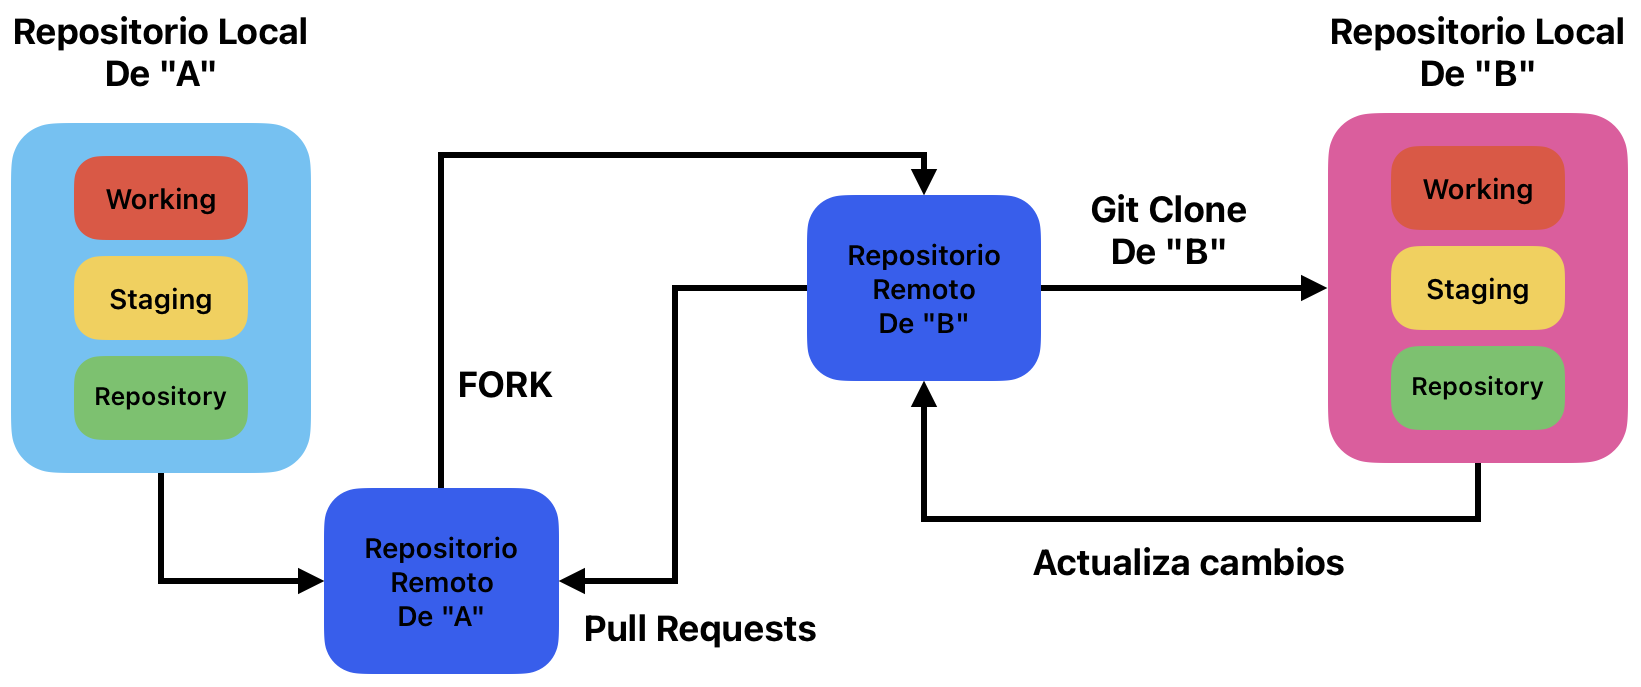 Repositorio Local
De "A"
Working
Staging
Repository
FORK
Repositorio
Remoto
De "A"
Pull Requests
Repositorio
Remoto
De "B"
Git Clone
De "B"
Actualiza cambios
Repositorio Local
De "B"
Working
Staging
Repository